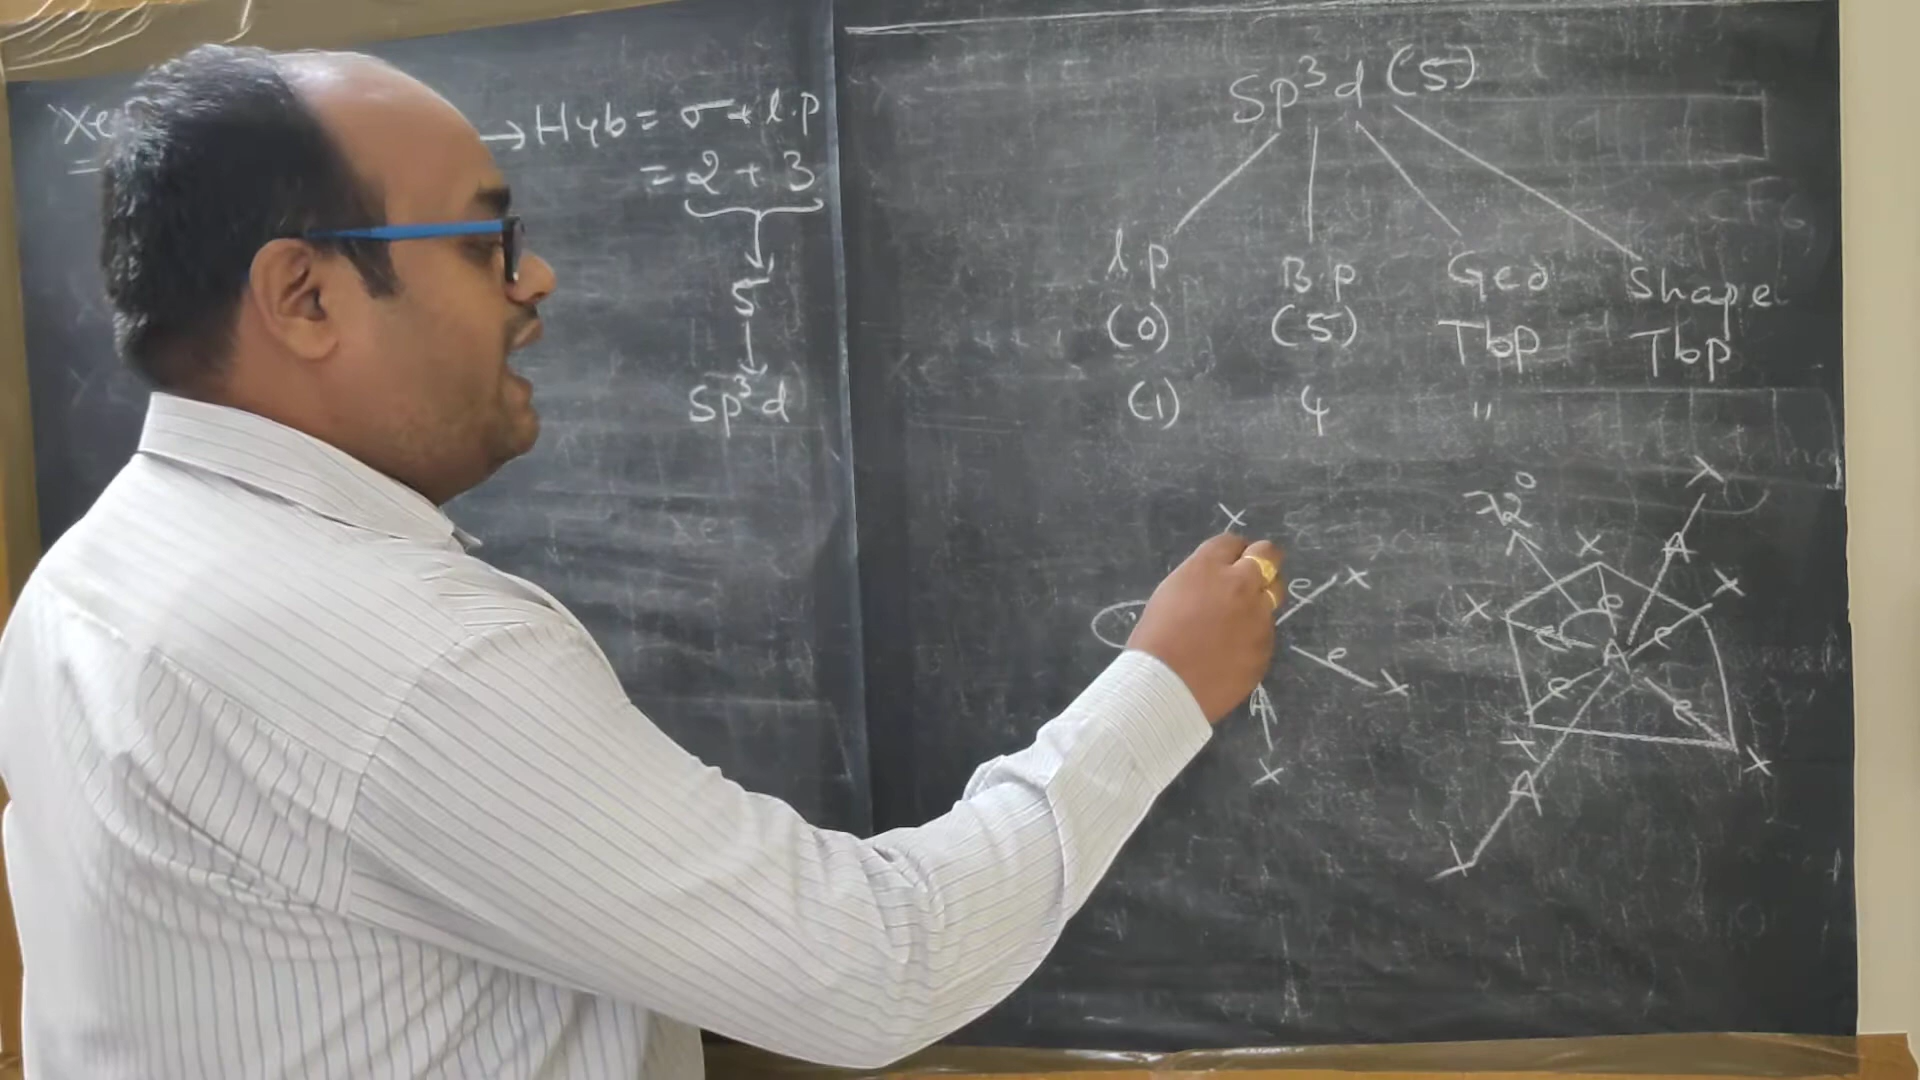 Xe
→ Hyb = σ + l.p
= 2 + 3
5
Sp³d
Sp³d (5)
l.p B.p Geo Shape
(0) (5) Tbp Tbp
(1) 4 "
X
e X
e X
A
X
72°
X
A
X
X
X
e
e
e
A
e
e
X
X
A